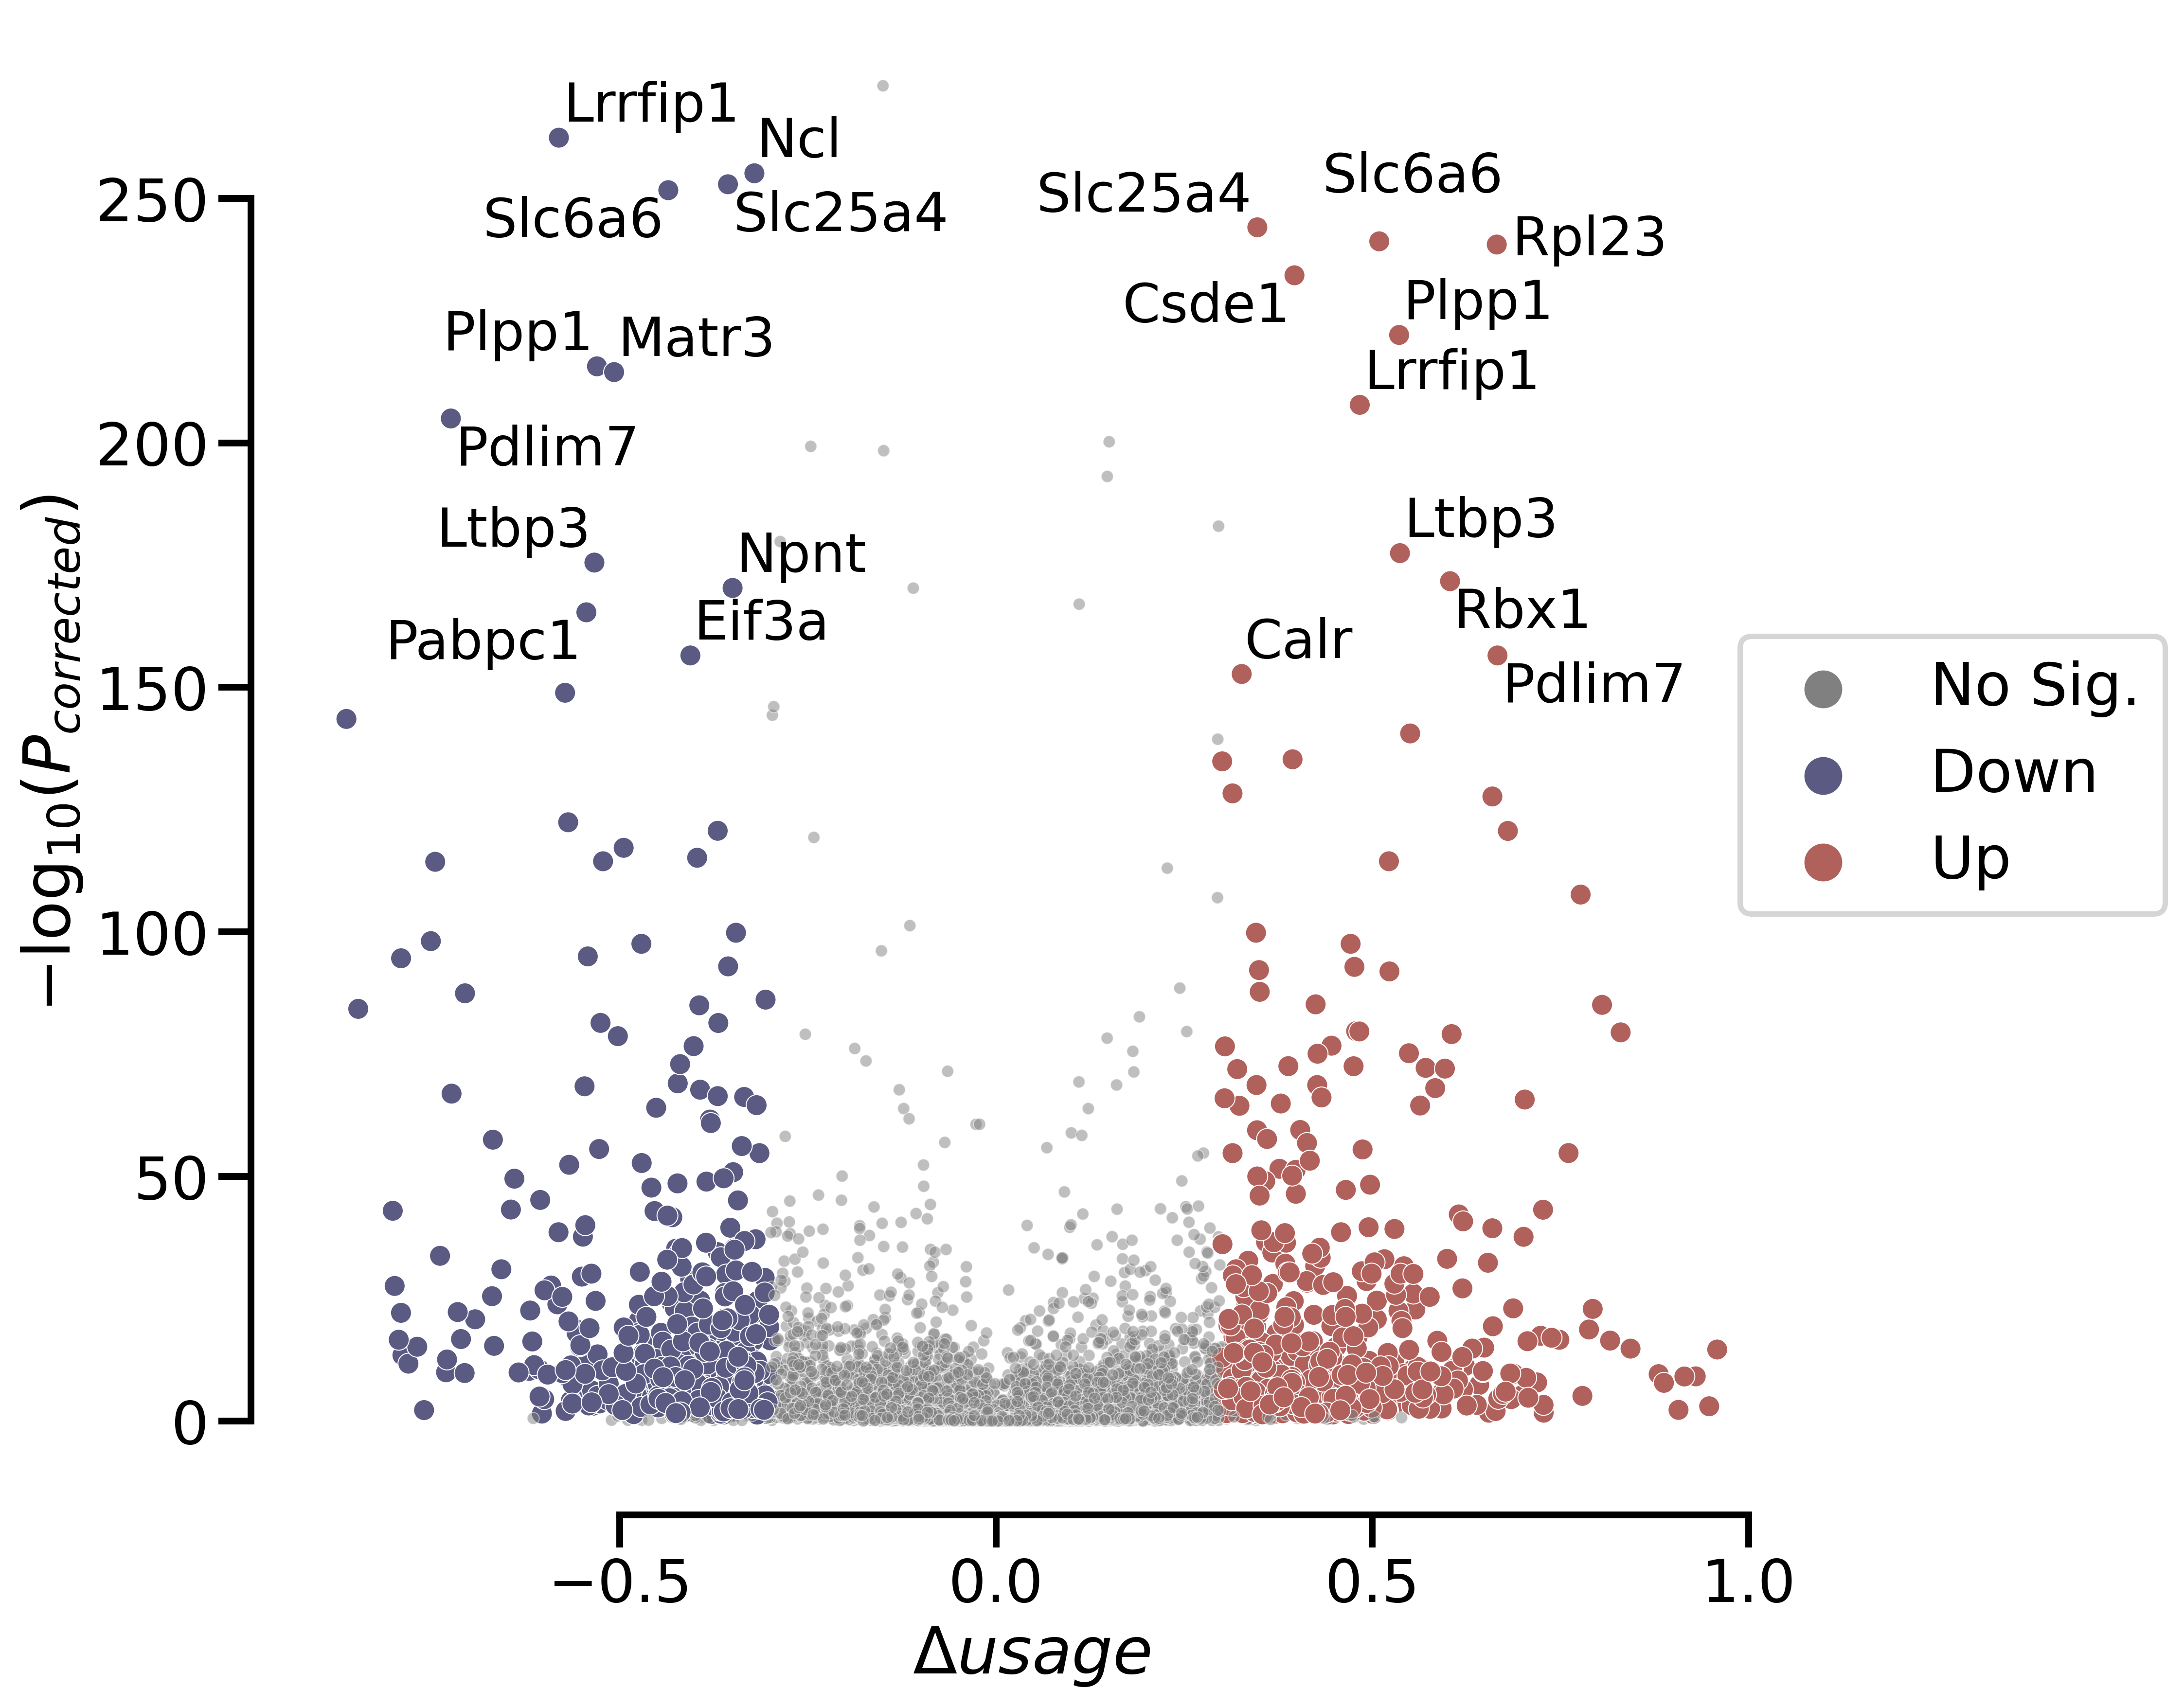 Lrrfip1
Ncl
Slc6a6
Slc25a4
Slc25a4
Slc6a6
Rpl23
Csde1
Plpp1
Lrrfip1
Plpp1
Matr3
Pdlim7
Ltbp3
Npnt
Eif3a
Pabpc1
Ltbp3
Rbx1
Calr
Pdlim7
250
200
150
100
50
0
−log10(Pcorrected)
−0.5
0.0
0.5
1.0
Δusage
No Sig.
Down
Up